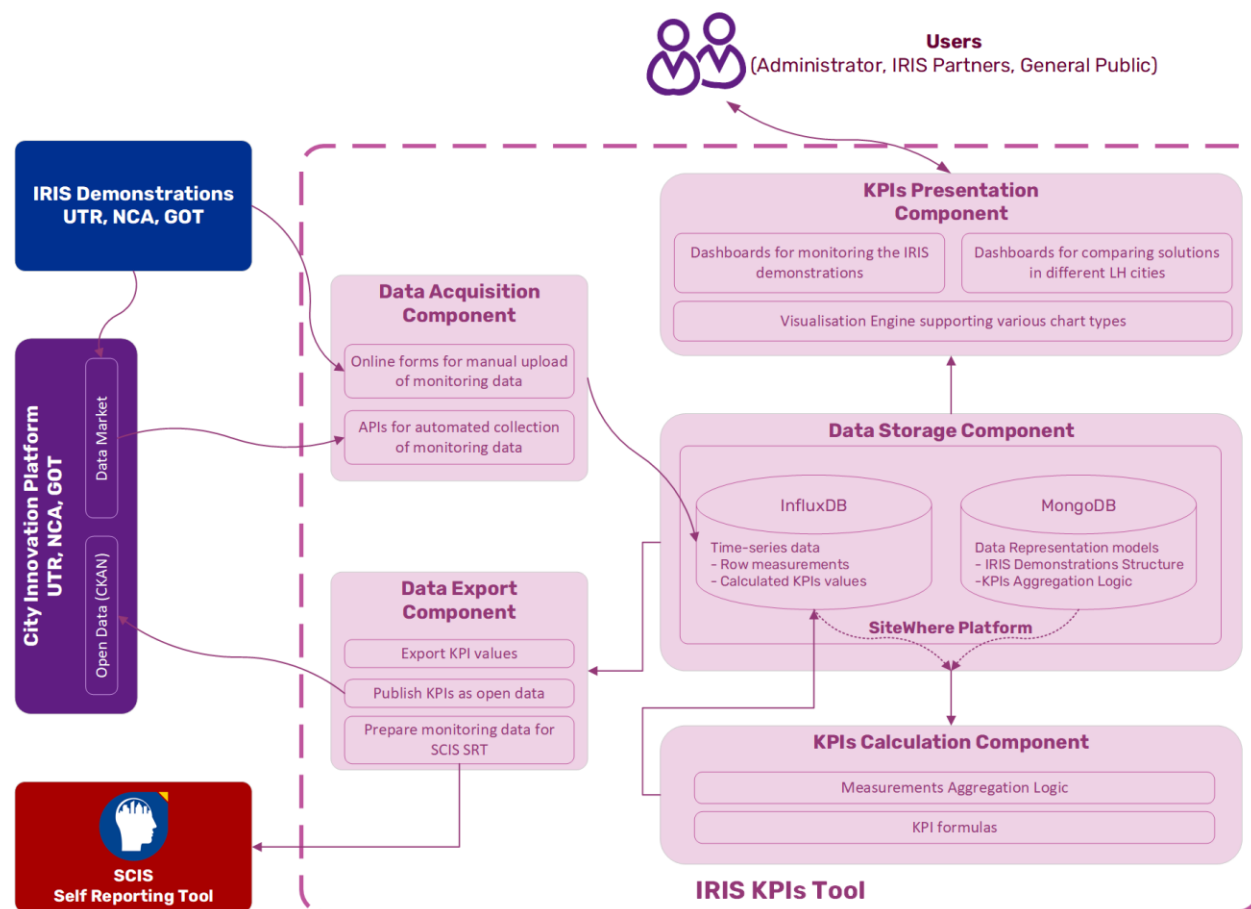 Users
(Administrator, IRIS Partners, General Public)
IRIS Demonstrations
UTR, NCA, GOT
City Innovation Platform
UTR, NCA, GOT
Data Market
Open Data (CKAN)
SCIS
Self Reporting Tool
Data Acquisition
Component
Online forms for manual upload
of monitoring data
APIs for automated collection
of monitoring data
Data Export
Component
Export KPI values
Publish KPIs as open data
Prepare monitoring data for
SCIS SRT
KPIs Presentation
Component
Dashboards for monitoring the IRIS
demonstrations
Dashboards for comparing solutions
in different LH cities
Visualisation Engine supporting various chart types
Data Storage Component
InfluxDB
Time-series data
- Row measurements
- Calculated KPIs values
MongoDB
Data Representation models
- IRIS Demonstrations Structure
-KPIs Aggregation Logic
SiteWhere Platform
KPIs Calculation Component
Measurements Aggregation Logic
KPI formulas
IRIS KPIs Tool